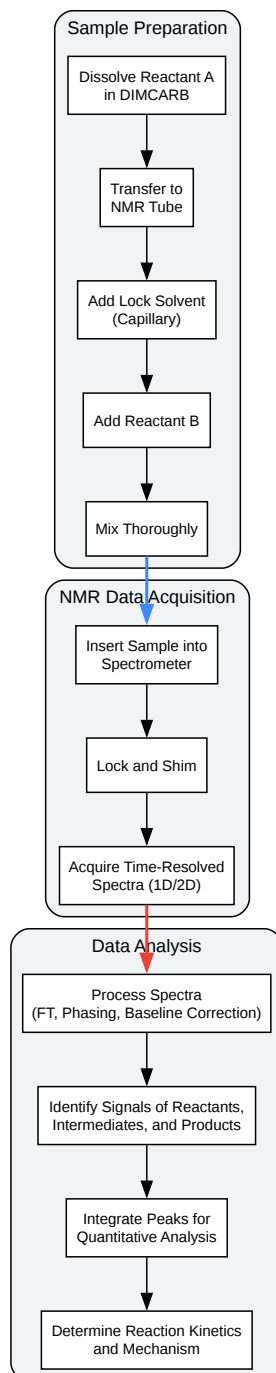 Sample Preparation
Dissolve Reactant A
in DIMCARB
Transfer to
NMR Tube
Add Lock Solvent
(Capillary)
Add Reactant B
Mix Thoroughly
NMR Data Acquisition
Insert Sample into
Spectrometer
Lock and Shim
Acquire Time-Resolved
Spectra (1D/2D)
Data Analysis
Process Spectra
(FT, Phasing, Baseline Correction)
Identify Signals of Reactants,
Intermediates, and Products
Integrate Peaks for
Quantitative Analysis
Determine Reaction Kinetics
and Mechanism